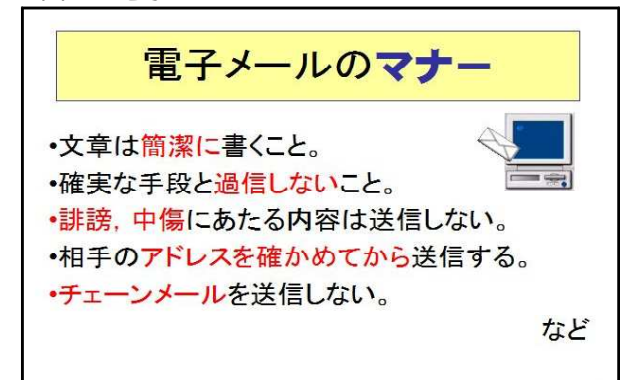 電子メールのマナー
•文章は簡潔に書くこと。
•確実な手段と過信しないこと。
•誹謗，中傷にあたる内容は送信しない。
•相手のアドレスを確かめてから送信する。
•チェーンメールを送信しない。
など